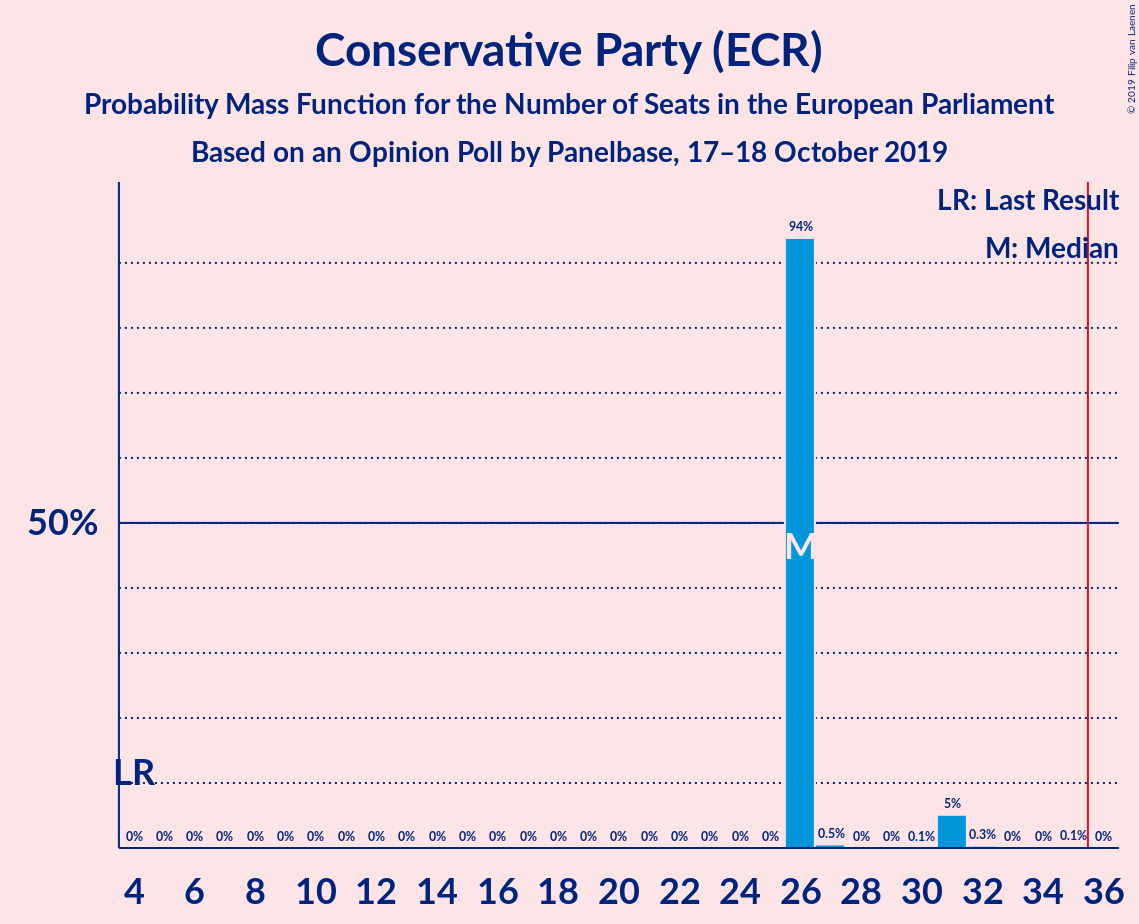 Conservative Party (ECR)
Probability Mass Function for the Number of Seats in the European Parliament
Based on an Opinion Poll by Panelbase, 17–18 October 2019
© 2019 Filip van Laenen
LR: Last Result
M: Median
94%
50%
M
LR
5%
0% 0% 0% 0% 0% 0% 0% 0% 0% 0% 0% 0% 0% 0% 0% 0% 0% 0% 0% 0% 0% 0% 0.5% 0% 0% 0.1% 0.3% 0% 0% 0.1% 0%
4 6 8 10 12 14 16 18 20 22 24 26 28 30 32 34 36